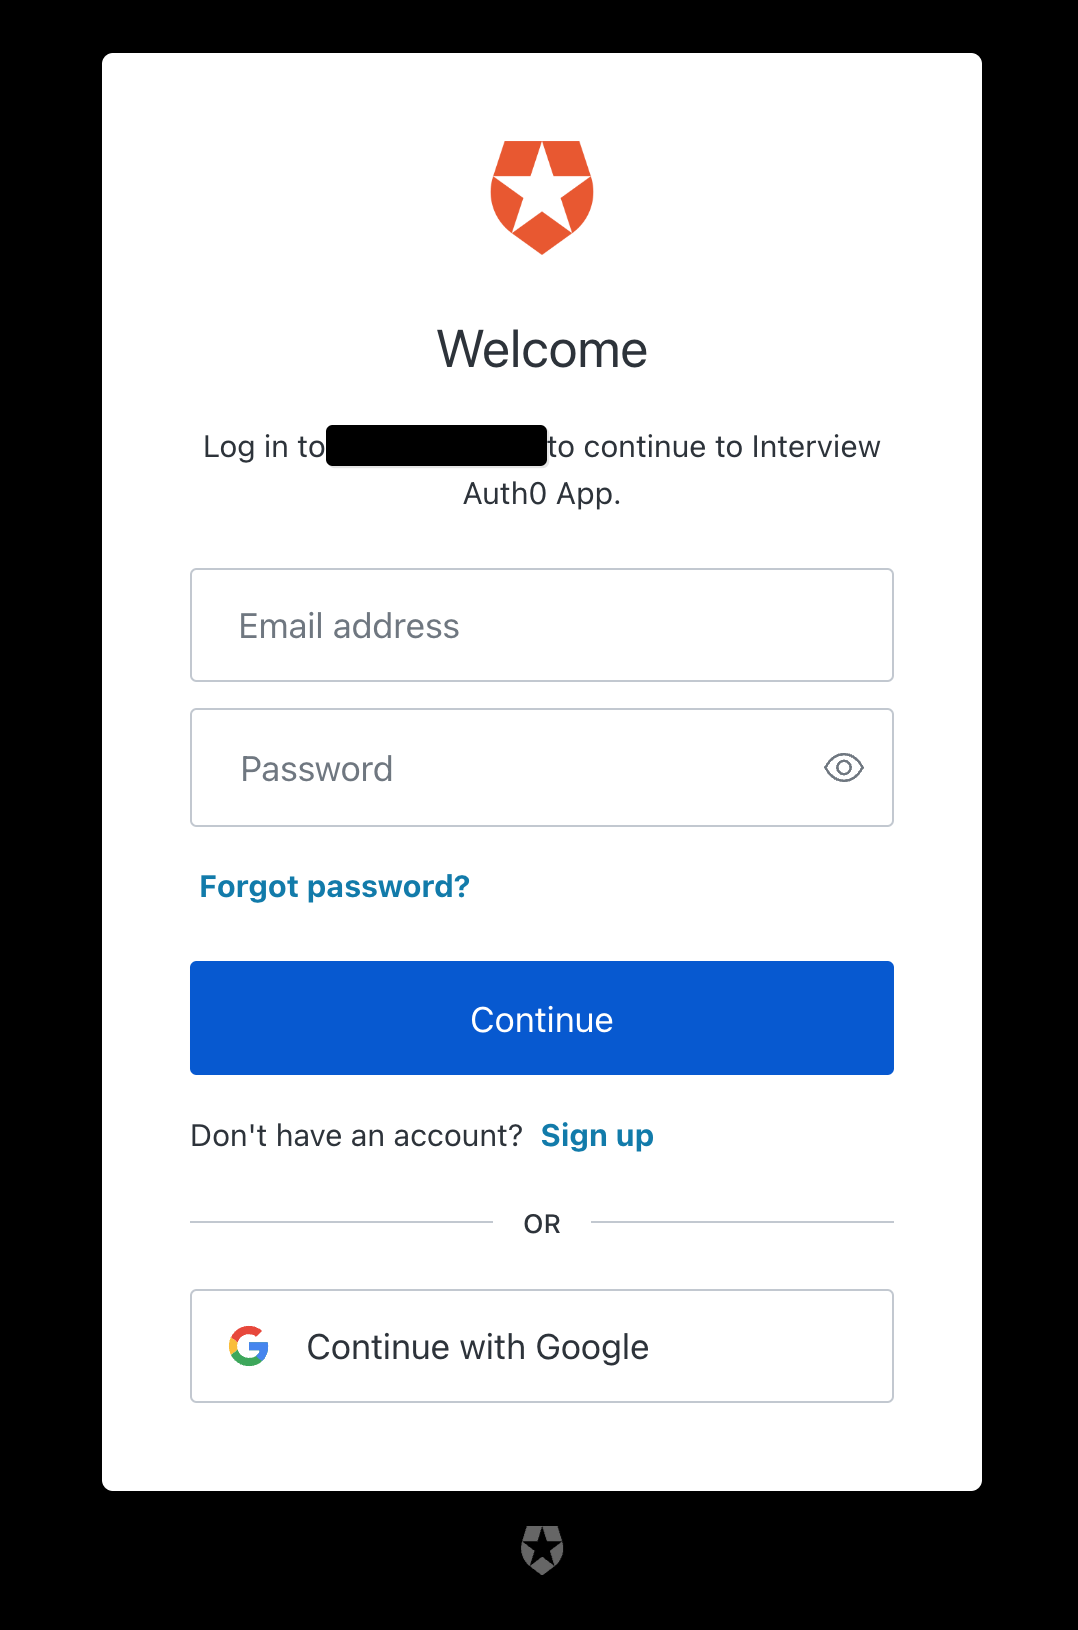 Welcome
Log in to to continue to Interview
Auth0 App.
Email address
Password
Forgot password?
Continue
Don't have an account? Sign up
OR
Continue with Google